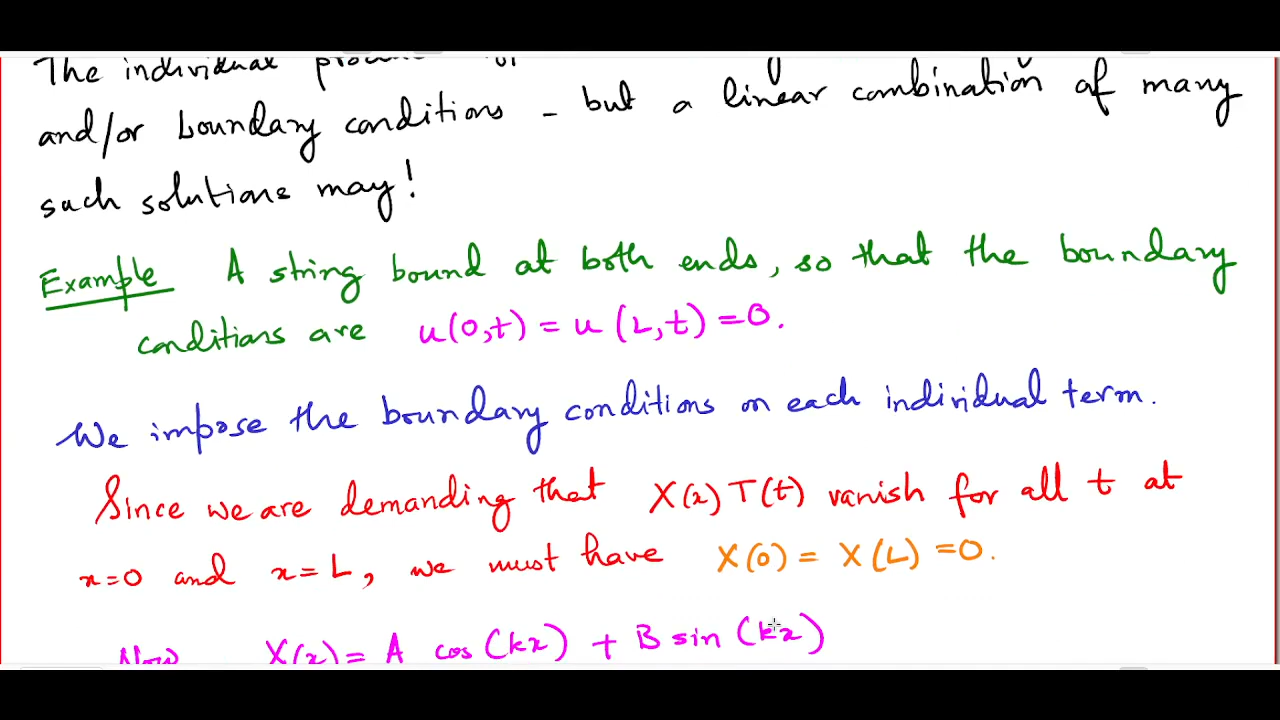 The individual
and/or boundary conditions - but a linear combination of many
such solutions may!
Example A string bound at both ends, so that the boundary
conditions are u(0,t) = u(L,t) = 0.
We impose the boundary conditions on each individual term.
Since we are demanding that X(x) T(t) vanish for all t at
x=0 and x=L, we must have X(0) = X(L) = 0.
Now X(x) = A cos(kx) + B sin(kx)